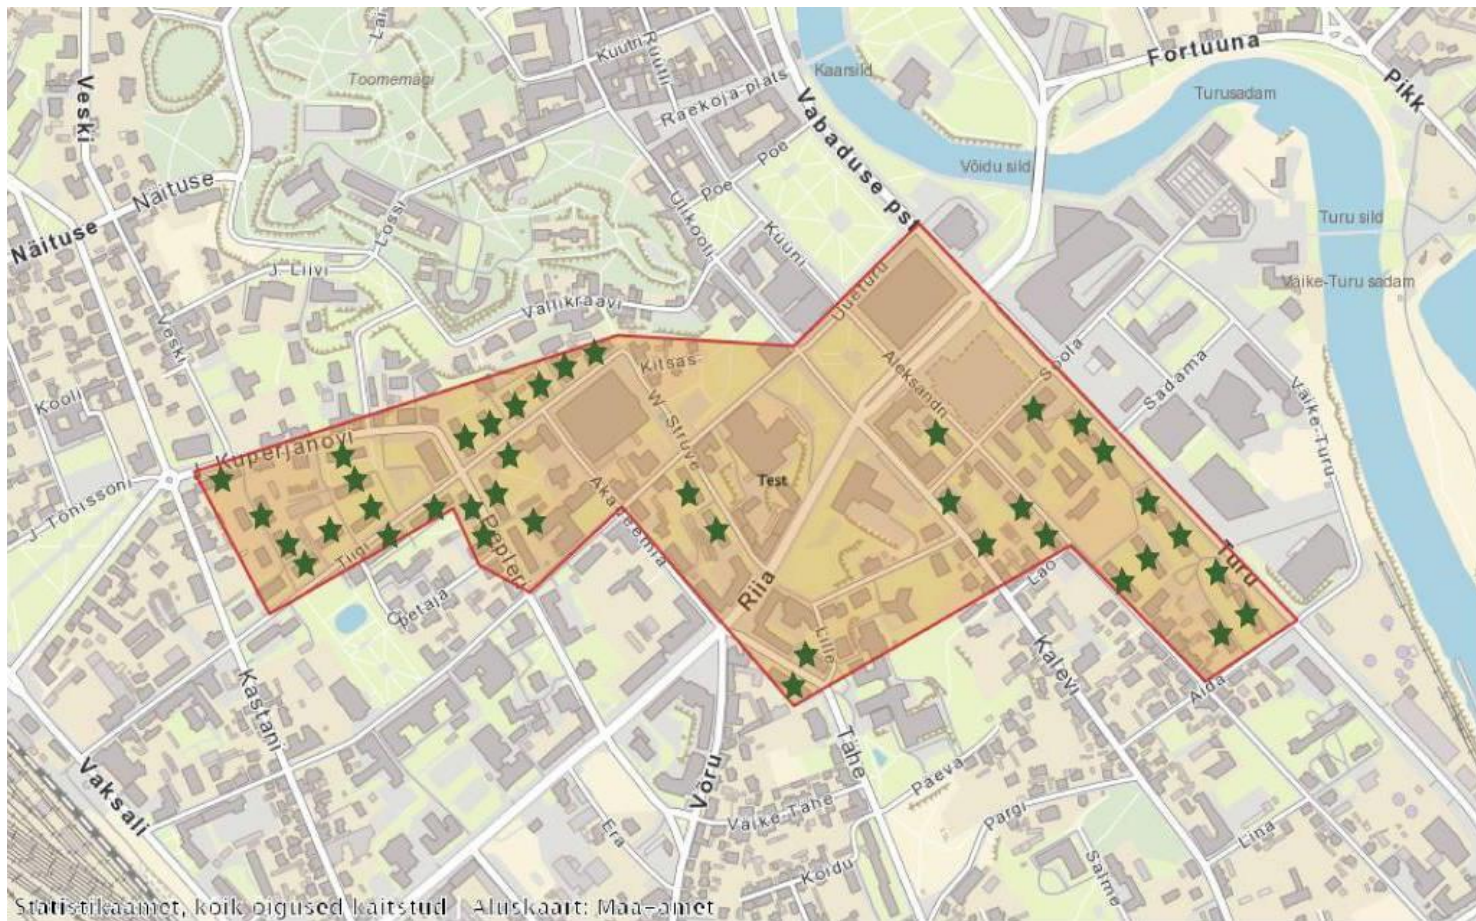 Fortuuna
Pikk
Turusadam
Kaarsild
Kuutri
Rüütli
Raekoja plats
Vabaduse pst
Toomemägi
Veski
Näituse
Näituse
Lossi
J. Liivi
Vallikraavi
Ülikooli
Poe
Poe
Küüni
Võidu sild
Turu sild
Väike-Turu sadam
Uueturu
Soola
Sadama
Väike-Turu
Veski
Kooli
J. Tõnissoni
J. Kuperjanovi
Kitsas
W. Struve
Aleksandri
Akadeemia
Test
Riia
Tiigi
Pepleri
Lille
Lao
Turu
Aida
Kalevi
Kastani
Vaksali
Võru
Tähe
Päeva
Väike-Tähe
Pargi
Era
Koidu
Salme
Lina
Statistikaamet, kõik õigused kaitstud | Aluskaart: Maa-amet